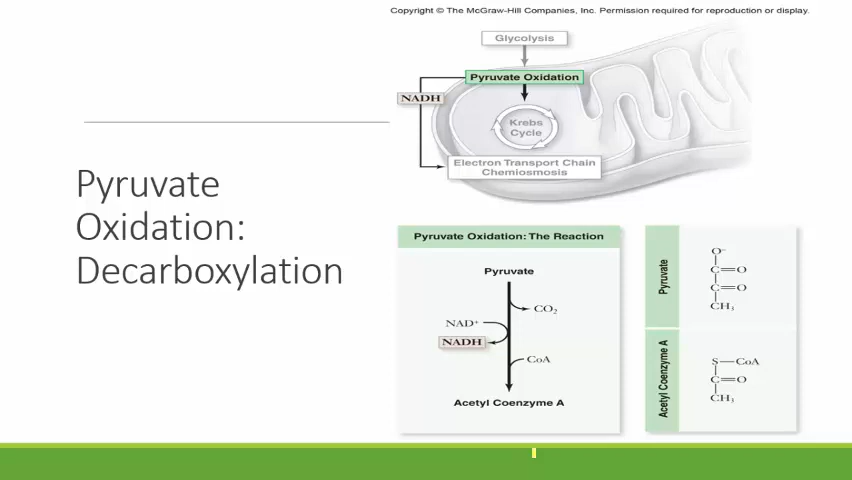 Copyright © The McGraw-Hill Companies, Inc. Permission required for reproduction or display.
Glycolysis
Pyruvate Oxidation
NADH
Krebs
Cycle
Electron Transport Chain
Chemiosmosis
Pyruvate
Oxidation:
Decarboxylation
Pyruvate Oxidation: The Reaction
Pyruvate
CO₂
NAD⁺
NADH
CoA
Acetyl Coenzyme A
Pyruvate
O⁻
C=O
C=O
CH₃
Acetyl Coenzyme A
S—CoA
C=O
CH₃